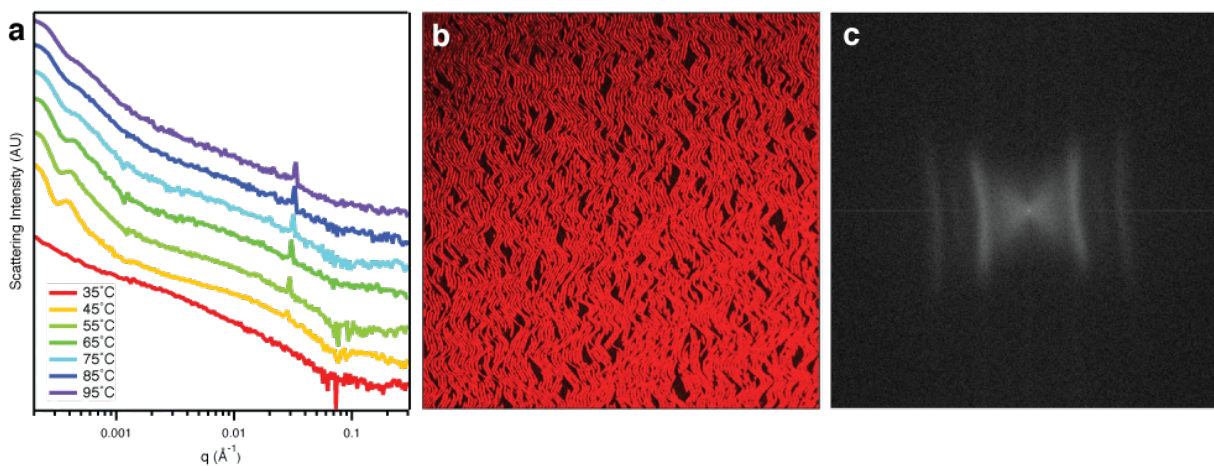 a
b
c
Scattering Intensity (AU)
35˚C
45˚C
55˚C
65˚C
75˚C
85˚C
95˚C
0.001
0.01
0.1
q (Å⁻¹)